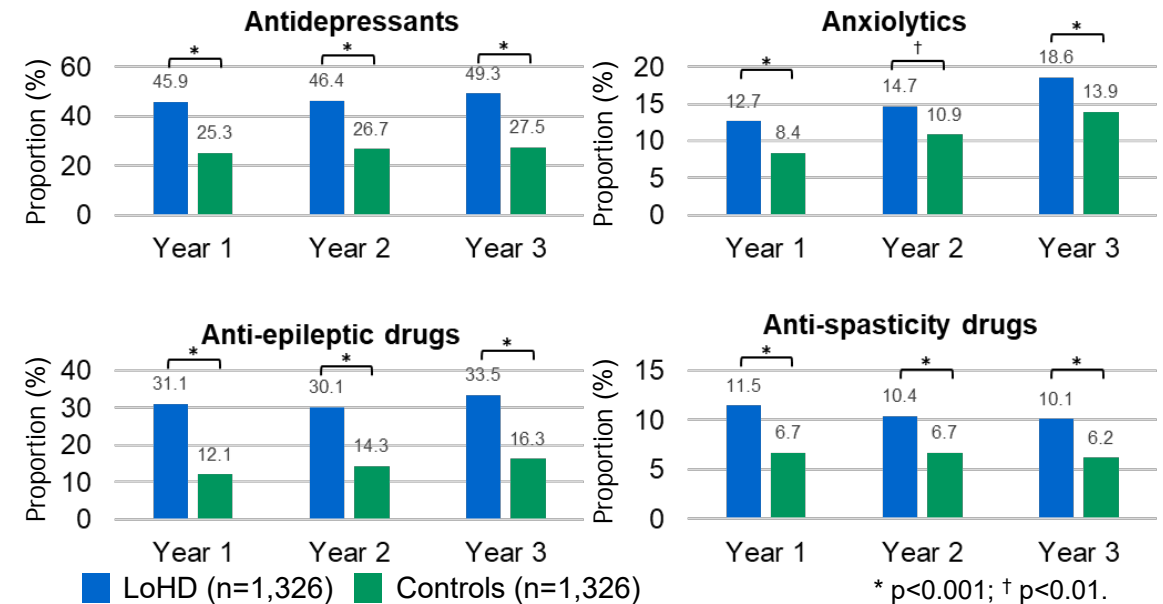 Antidepressants
Proportion (%)
60
40
20
0
* * *
45.9 25.3 46.4 26.7 49.3 27.5
Year 1 Year 2 Year 3
Anxiolytics
Proportion (%)
20
15
10
5
0
* † *
12.7 8.4 14.7 10.9 18.6 13.9
Year 1 Year 2 Year 3
Anti-epileptic drugs
Proportion (%)
40
30
20
10
0
* * *
31.1 12.1 30.1 14.3 33.5 16.3
Year 1 Year 2 Year 3
Anti-spasticity drugs
Proportion (%)
15
10
5
0
* * *
11.5 6.7 10.4 6.7 10.1 6.2
Year 1 Year 2 Year 3
LoHD (n=1,326) Controls (n=1,326)
* p<0.001; † p<0.01.